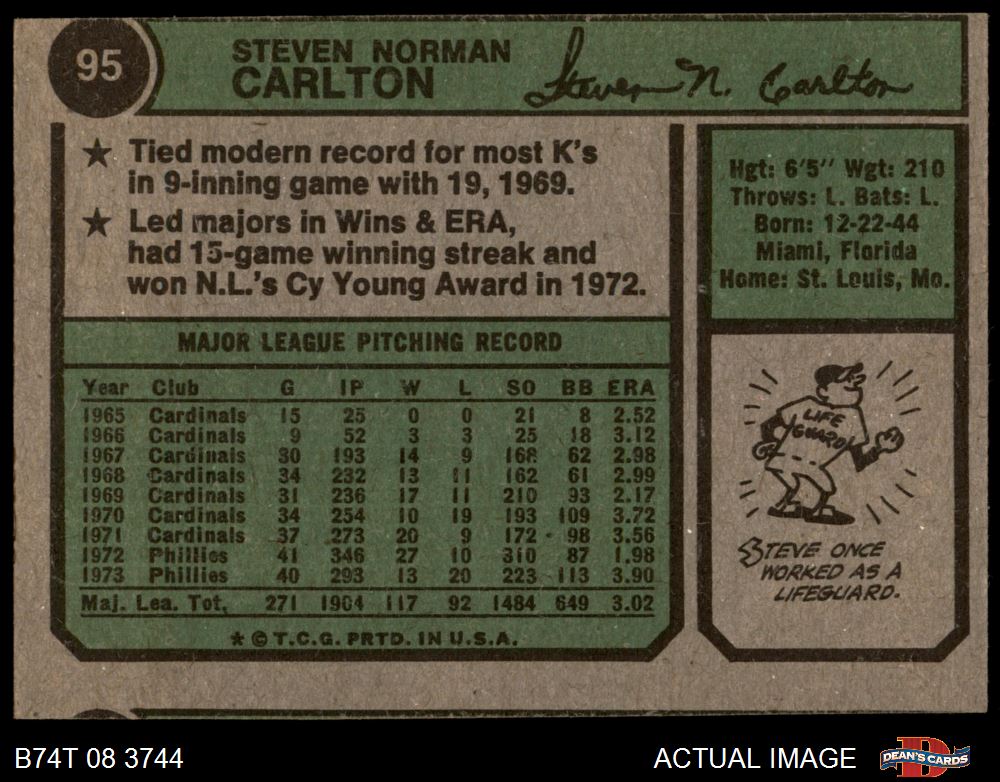 95
STEVEN NORMAN
CARLTON
Steven N. Carlton
★ Tied modern record for most K's
in 9-inning game with 19, 1969.
★ Led majors in Wins & ERA,
had 15-game winning streak and
won N.L.'s Cy Young Award in 1972.
Hgt: 6'5" Wgt: 210
Throws: L. Bats: L.
Born: 12-22-44
Miami, Florida
Home: St. Louis, Mo.
MAJOR LEAGUE PITCHING RECORD
Year Club G IP W L SO BB ERA
1965 Cardinals 15 25 0 0 21 8 2.52
1966 Cardinals 9 52 3 3 25 18 3.12
1967 Cardinals 30 193 14 9 168 62 2.98
1968 Cardinals 34 232 13 11 162 61 2.99
1969 Cardinals 31 236 17 11 210 93 2.17
1970 Cardinals 34 254 10 19 193 109 3.72
1971 Cardinals 37 273 20 9 172 98 3.56
1972 Phillies 41 346 27 10 310 87 1.98
1973 Phillies 40 293 13 20 223 113 3.90
Maj. Lea. Tot. 271 1904 117 92 1484 649 3.02
★ © T.C.G. PRTD. IN U.S.A.
LIFE
GUARD
STEVE ONCE
WORKED AS A
LIFEGUARD.
B74T 08 3744
ACTUAL IMAGE
D
DEAN'S CARDS